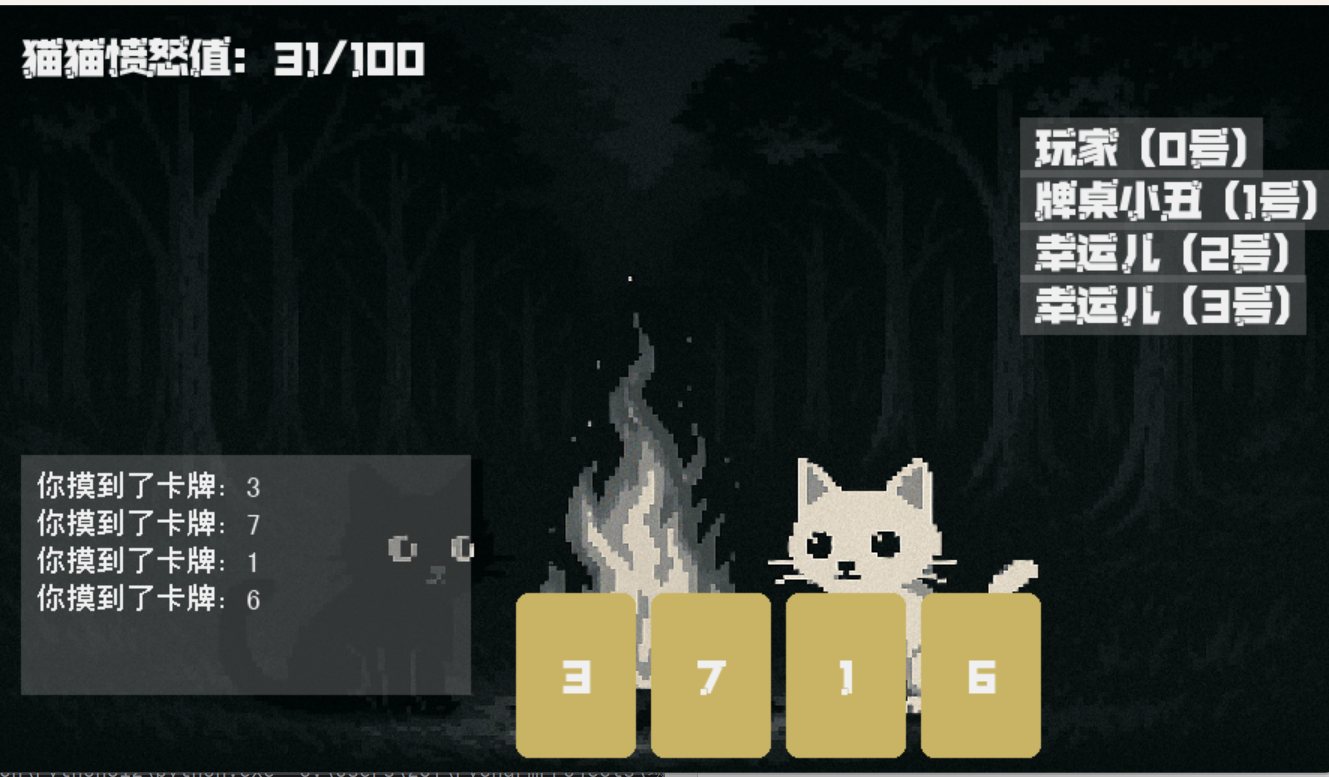 猫猫愤怒值：31/100
玩家（0号）
牌桌小丑（1号）
幸运儿（2号）
幸运儿（3号）
你摸到了卡牌：3
你摸到了卡牌：7
你摸到了卡牌：1
你摸到了卡牌：6
3 7 1 6